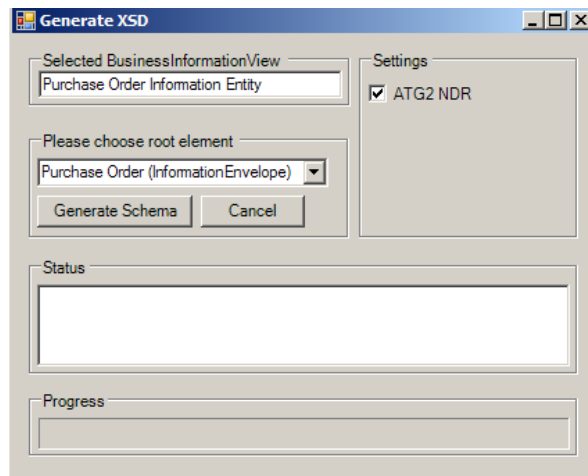 Generate XSD
Selected BusinessInformationView
Purchase Order Information Entity
Settings
ATG2 NDR
Please choose root element
Purchase Order (InformationEnvelope)
Generate Schema
Cancel
Status
Progress